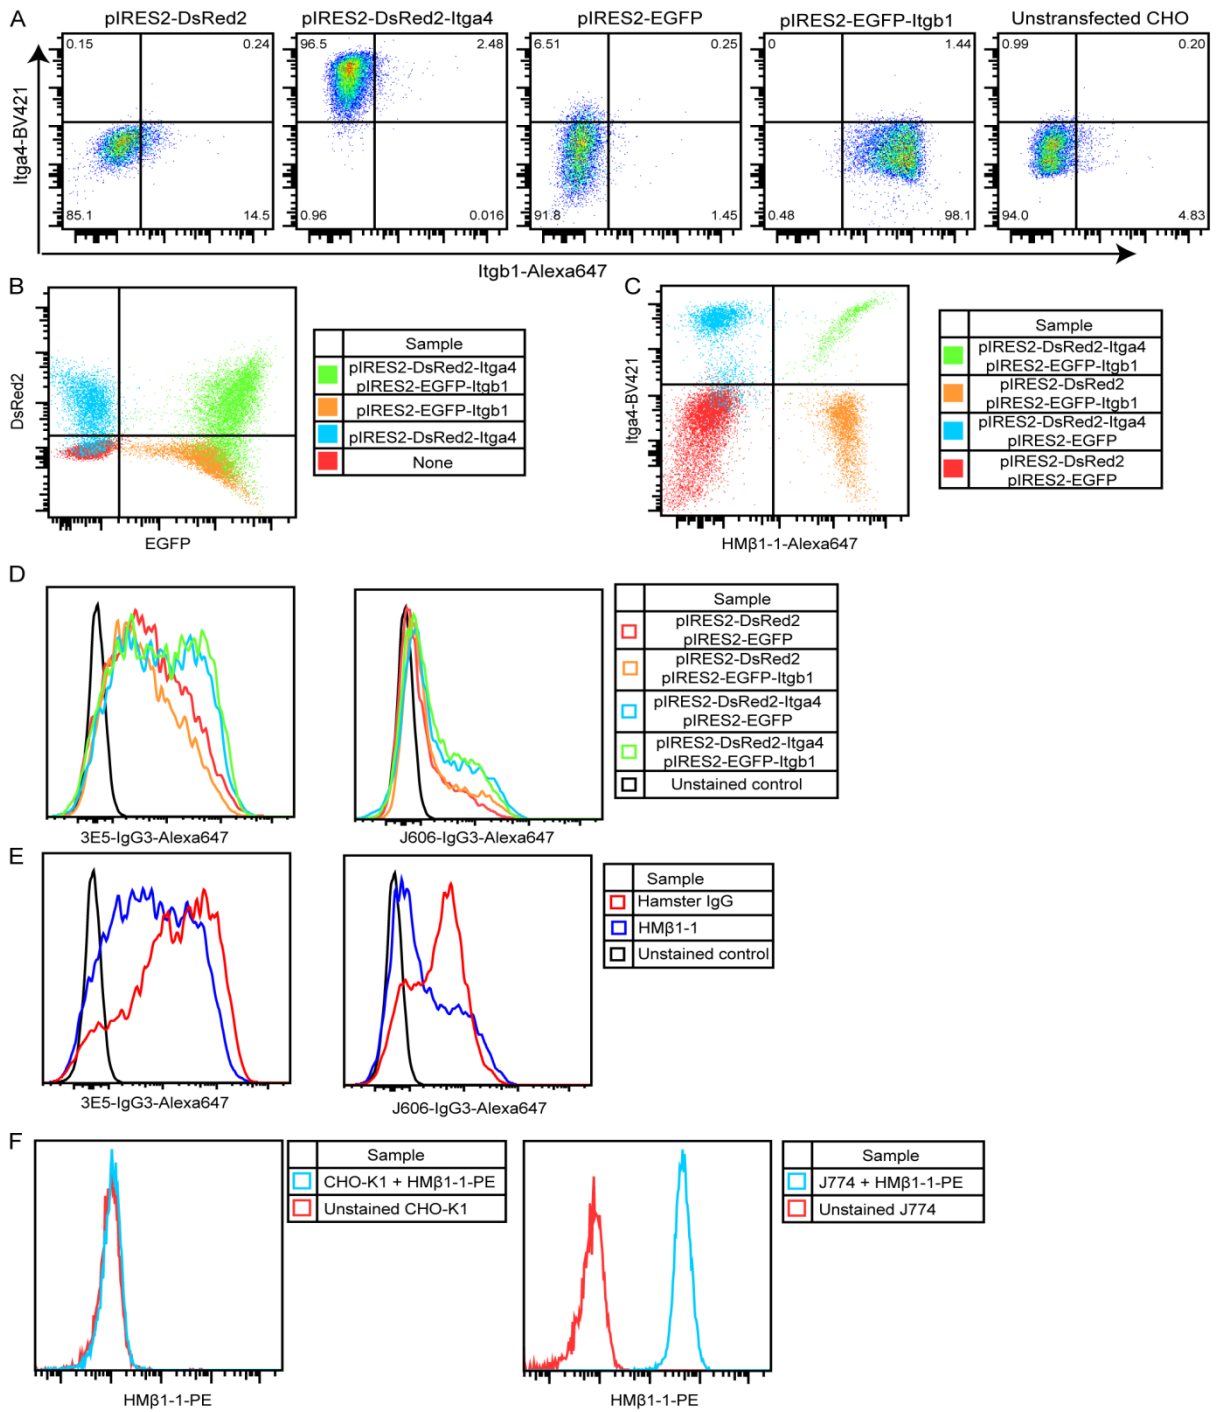 A
pIRES2-DsRed2
pIRES2-DsRed2-Itga4
pIRES2-EGFP
pIRES2-EGFP-Itgb1
Unstransfected CHO
0.15
0.24
96.5
2.48
6.51
0.25
0
1.44
0.99
0.20
Itga4-BV421
85.1
14.5
0.96
0.016
91.8
1.45
0.48
98.1
94.0
4.83
Itgb1-Alexa647
B
DsRed2
EGFP
Sample
pIRES2-DsRed2-Itga4
pIRES2-EGFP-Itgb1
pIRES2-EGFP-Itgb1
pIRES2-DsRed2-Itga4
None
C
Itga4-BV421
HMβ1-1-Alexa647
Sample
pIRES2-DsRed2-Itga4
pIRES2-EGFP-Itgb1
pIRES2-DsRed2
pIRES2-EGFP-Itgb1
pIRES2-DsRed2-Itga4
pIRES2-EGFP
pIRES2-DsRed2
pIRES2-EGFP
D
3E5-IgG3-Alexa647
J606-IgG3-Alexa647
Sample
pIRES2-DsRed2
pIRES2-EGFP
pIRES2-DsRed2
pIRES2-EGFP-Itgb1
pIRES2-DsRed2-Itga4
pIRES2-EGFP
pIRES2-DsRed2-Itga4
pIRES2-EGFP-Itgb1
Unstained control
E
3E5-IgG3-Alexa647
J606-IgG3-Alexa647
Sample
Hamster IgG
HMβ1-1
Unstained control
F
HMβ1-1-PE
Sample
CHO-K1 + HMβ1-1-PE
Unstained CHO-K1
HMβ1-1-PE
Sample
J774 + HMβ1-1-PE
Unstained J774